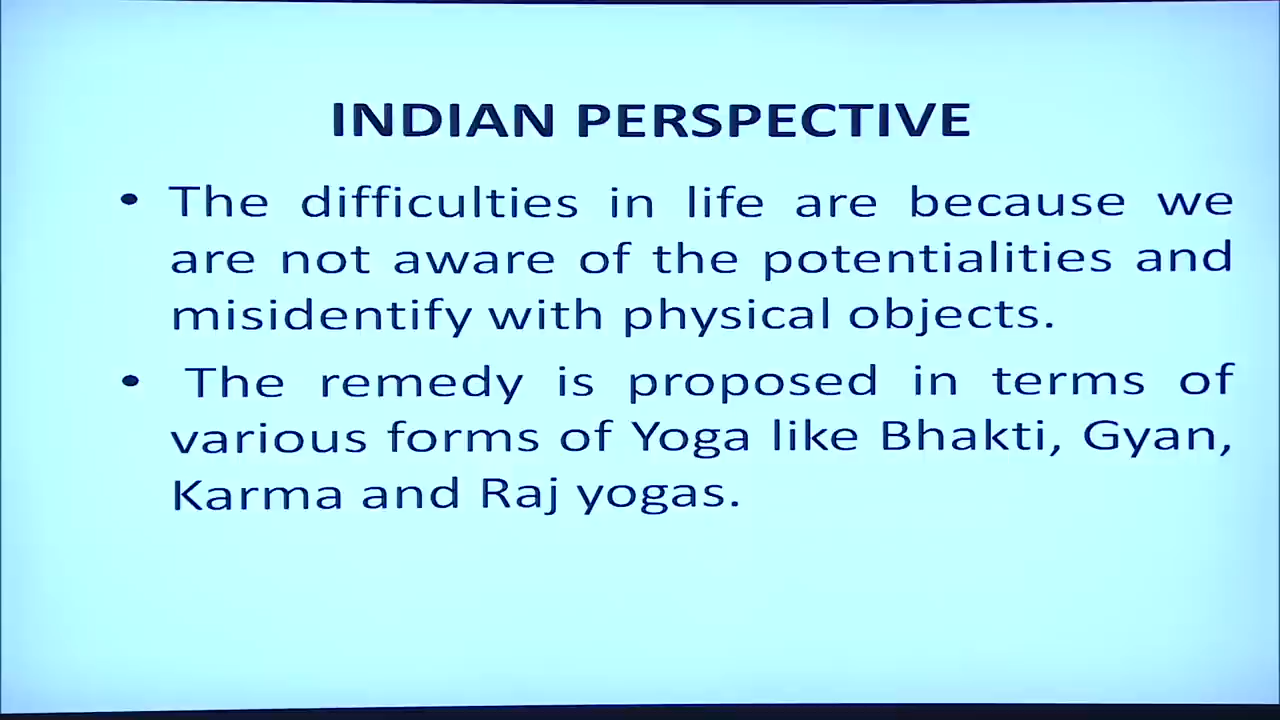 INDIAN PERSPECTIVE
• The difficulties in life are because we
are not aware of the potentialities and
misidentify with physical objects.
• The remedy is proposed in terms of
various forms of Yoga like Bhakti, Gyan,
Karma and Raj yogas.